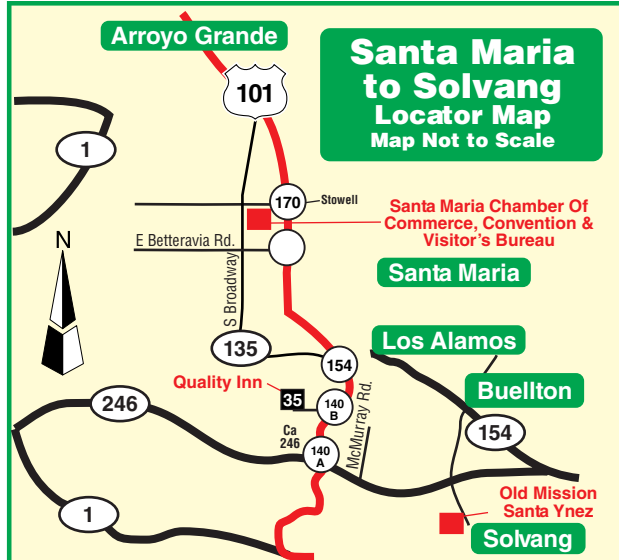 Arroyo Grande
Santa Maria
to Solvang
Locator Map
Map Not to Scale
101
1
170
Stowell
Santa Maria Chamber Of
Commerce, Convention &
Visitor's Bureau
N
E Betteravia Rd.
S Broadway
Santa Maria
135
154
Los Alamos
Quality Inn
35
140
B
McMurray Rd.
Buellton
246
Ca
246
154
140
A
1
Old Mission
Santa Ynez
Solvang